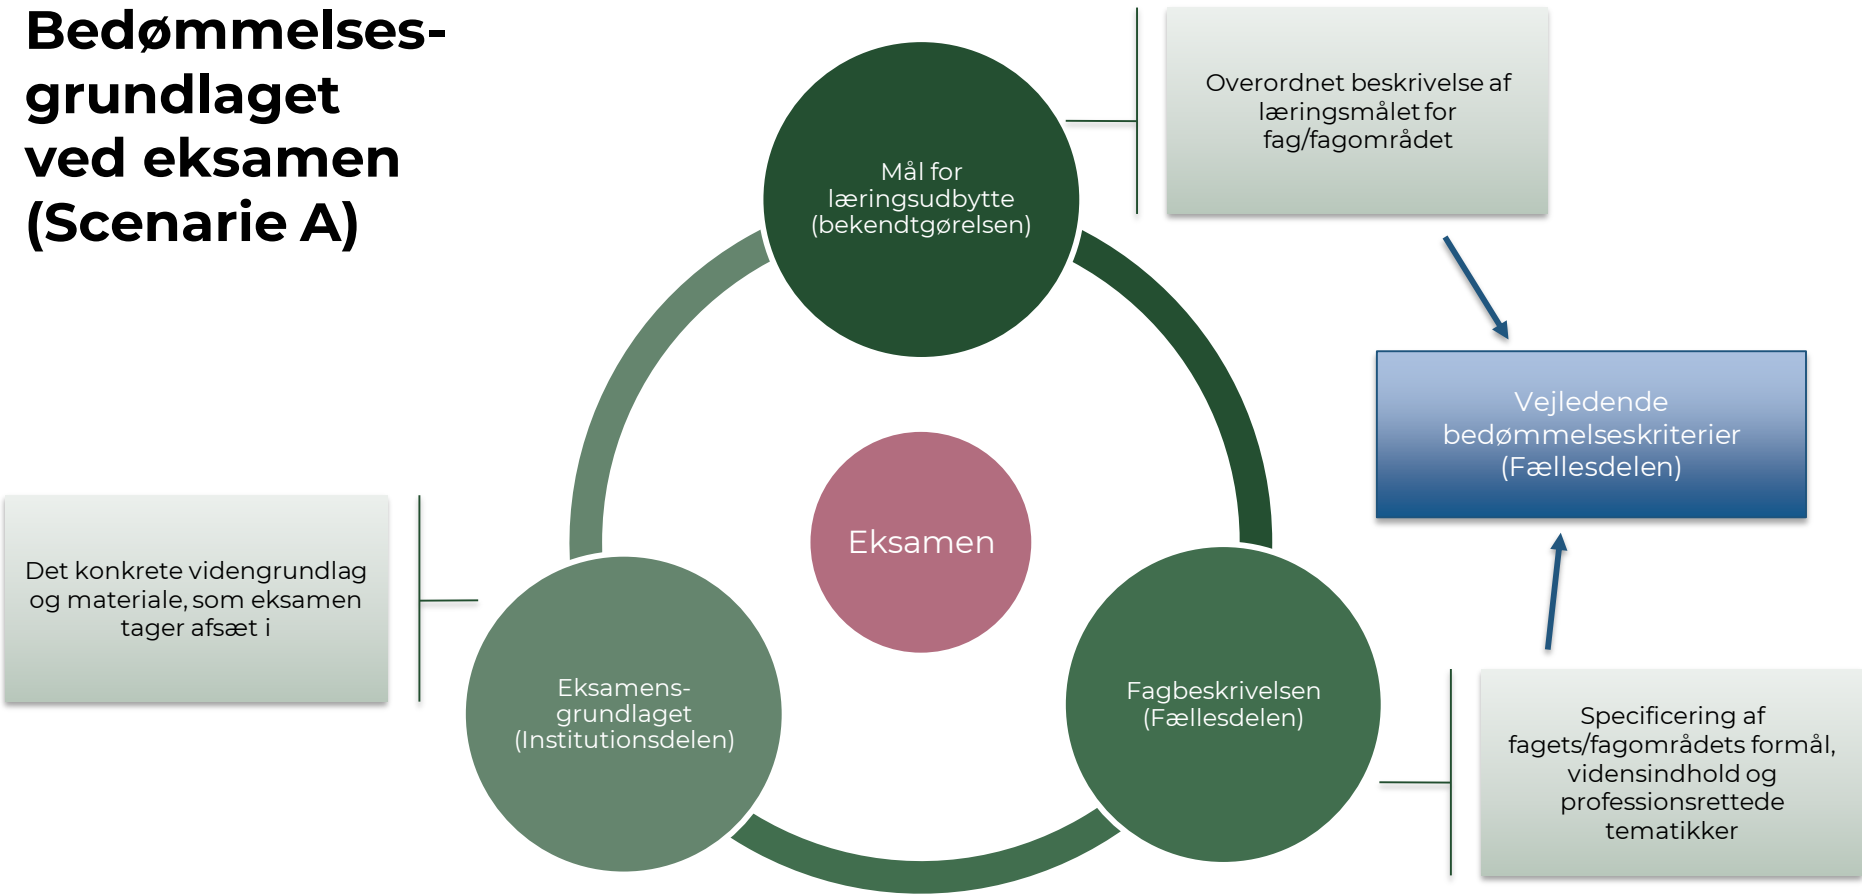 Bedømmelses-
grundlaget
ved eksamen
(Scenarie A)
Overordnet beskrivelse af
læringsmålet for
fag/fagområdet
Mål for
læringsudbytte
(bekendtgørelsen)
Vejledende
bedømmelseskriterier
(Fællesdelen)
Eksamen
Det konkrete videngrundlag
og materiale, som eksamen
tager afsæt i
Eksamens-
grundlaget
(Institutionsdelen)
Fagbeskrivelsen
(Fællesdelen)
Specificering af
fagets/fagområdets formål,
vidensindhold og
professionsrettede
tematikker